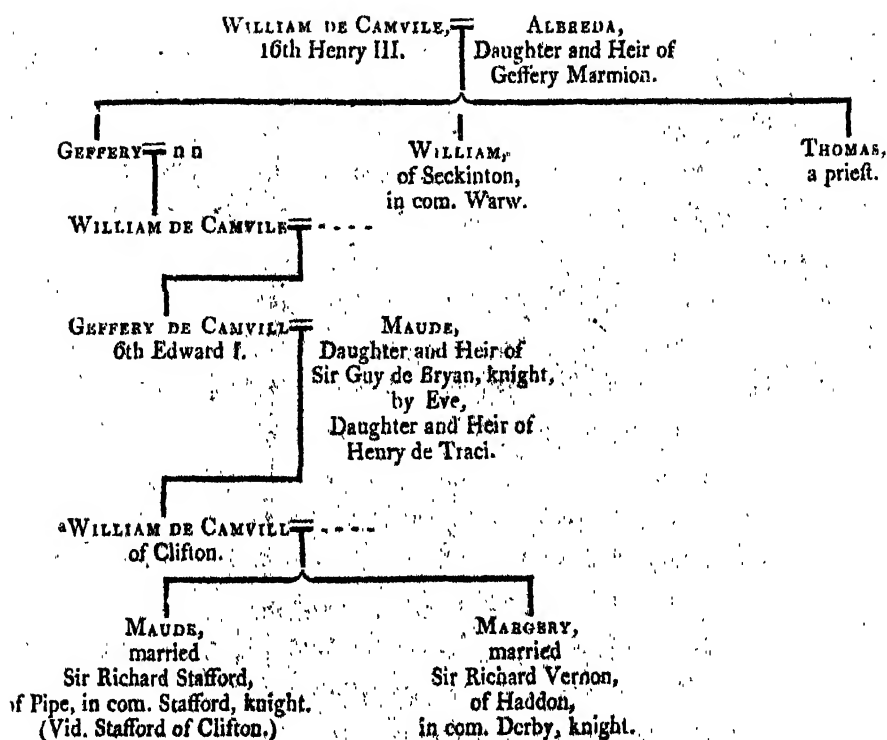 WILLIAM DE CAMVILE,
16th Henry III.
ALBREDA,
Daughter and Heir of
Geffery Marmion.
GEFFERY
n n
WILLIAM,
of Seckinton,
in com. Warw.
THOMAS,
a prieſt.
WILLIAM DE CAMVILE
- - - -
GEFFERY DE CAMVILL
6th Edward I.
MAUDE,
Daughter and Heir of
Sir Guy de Bryan, knight,
by Eve,
Daughter and Heir of
Henry de Traci.
a WILLIAM DE CAMVILL
of Clifton.
- - - -
MAUDE,
married
Sir Richard Stafford,
of Pipe, in com. Stafford, knight.
(Vid. Stafford of Clifton.)
MARGERY,
married
Sir Richard Vernon,
of Haddon,
in com. Derby, knight.